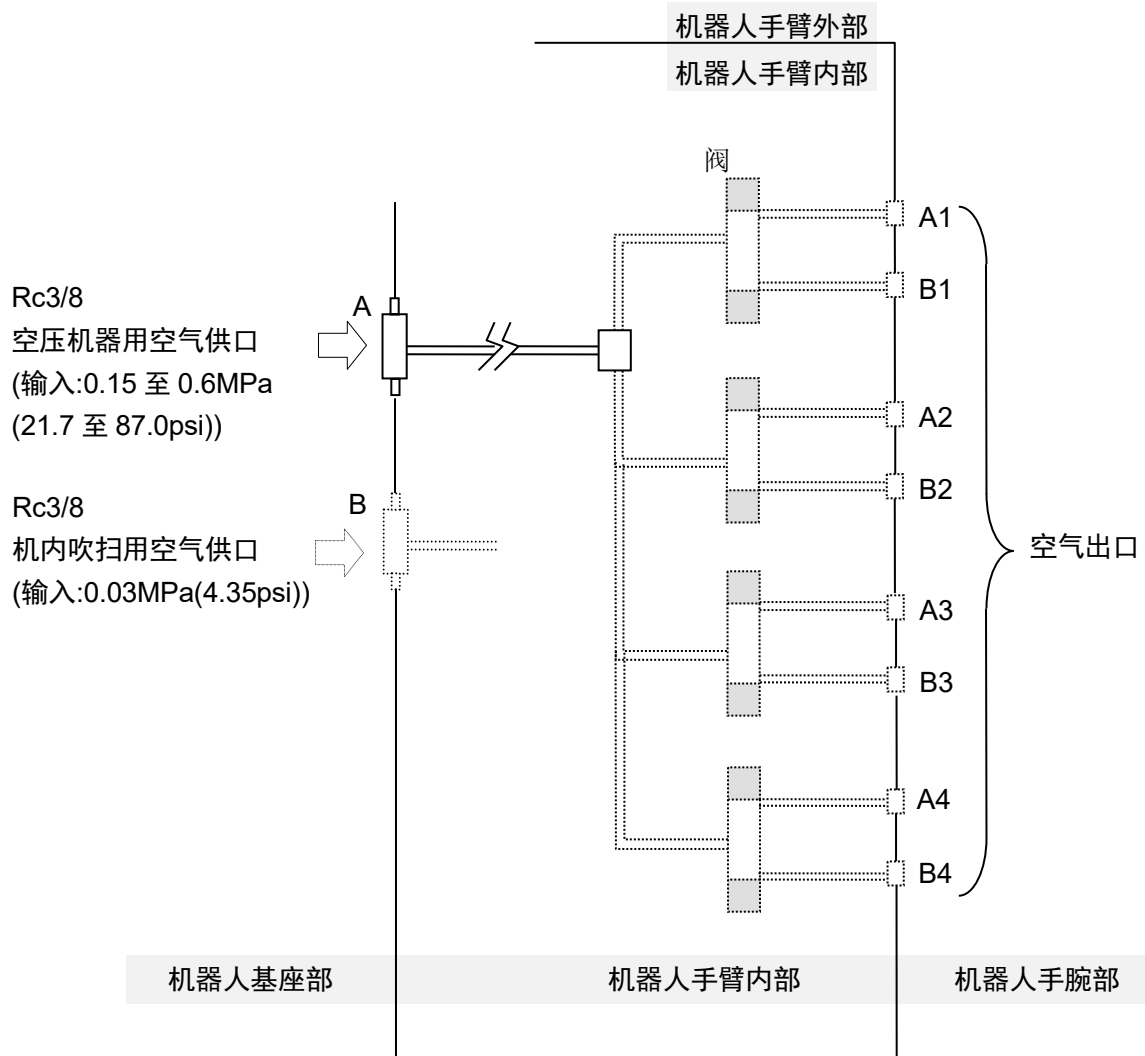 机器人手臂外部
机器人手臂内部
阀
A1
B1
Rc3/8
空压机器用空气供口
(输入:0.15 至 0.6MPa
(21.7 至 87.0psi))
A
A2
B2
Rc3/8
机内吹扫用空气供口
(输入:0.03MPa(4.35psi))
B
空气出口
A3
B3
A4
B4
机器人基座部
机器人手臂内部
机器人手腕部